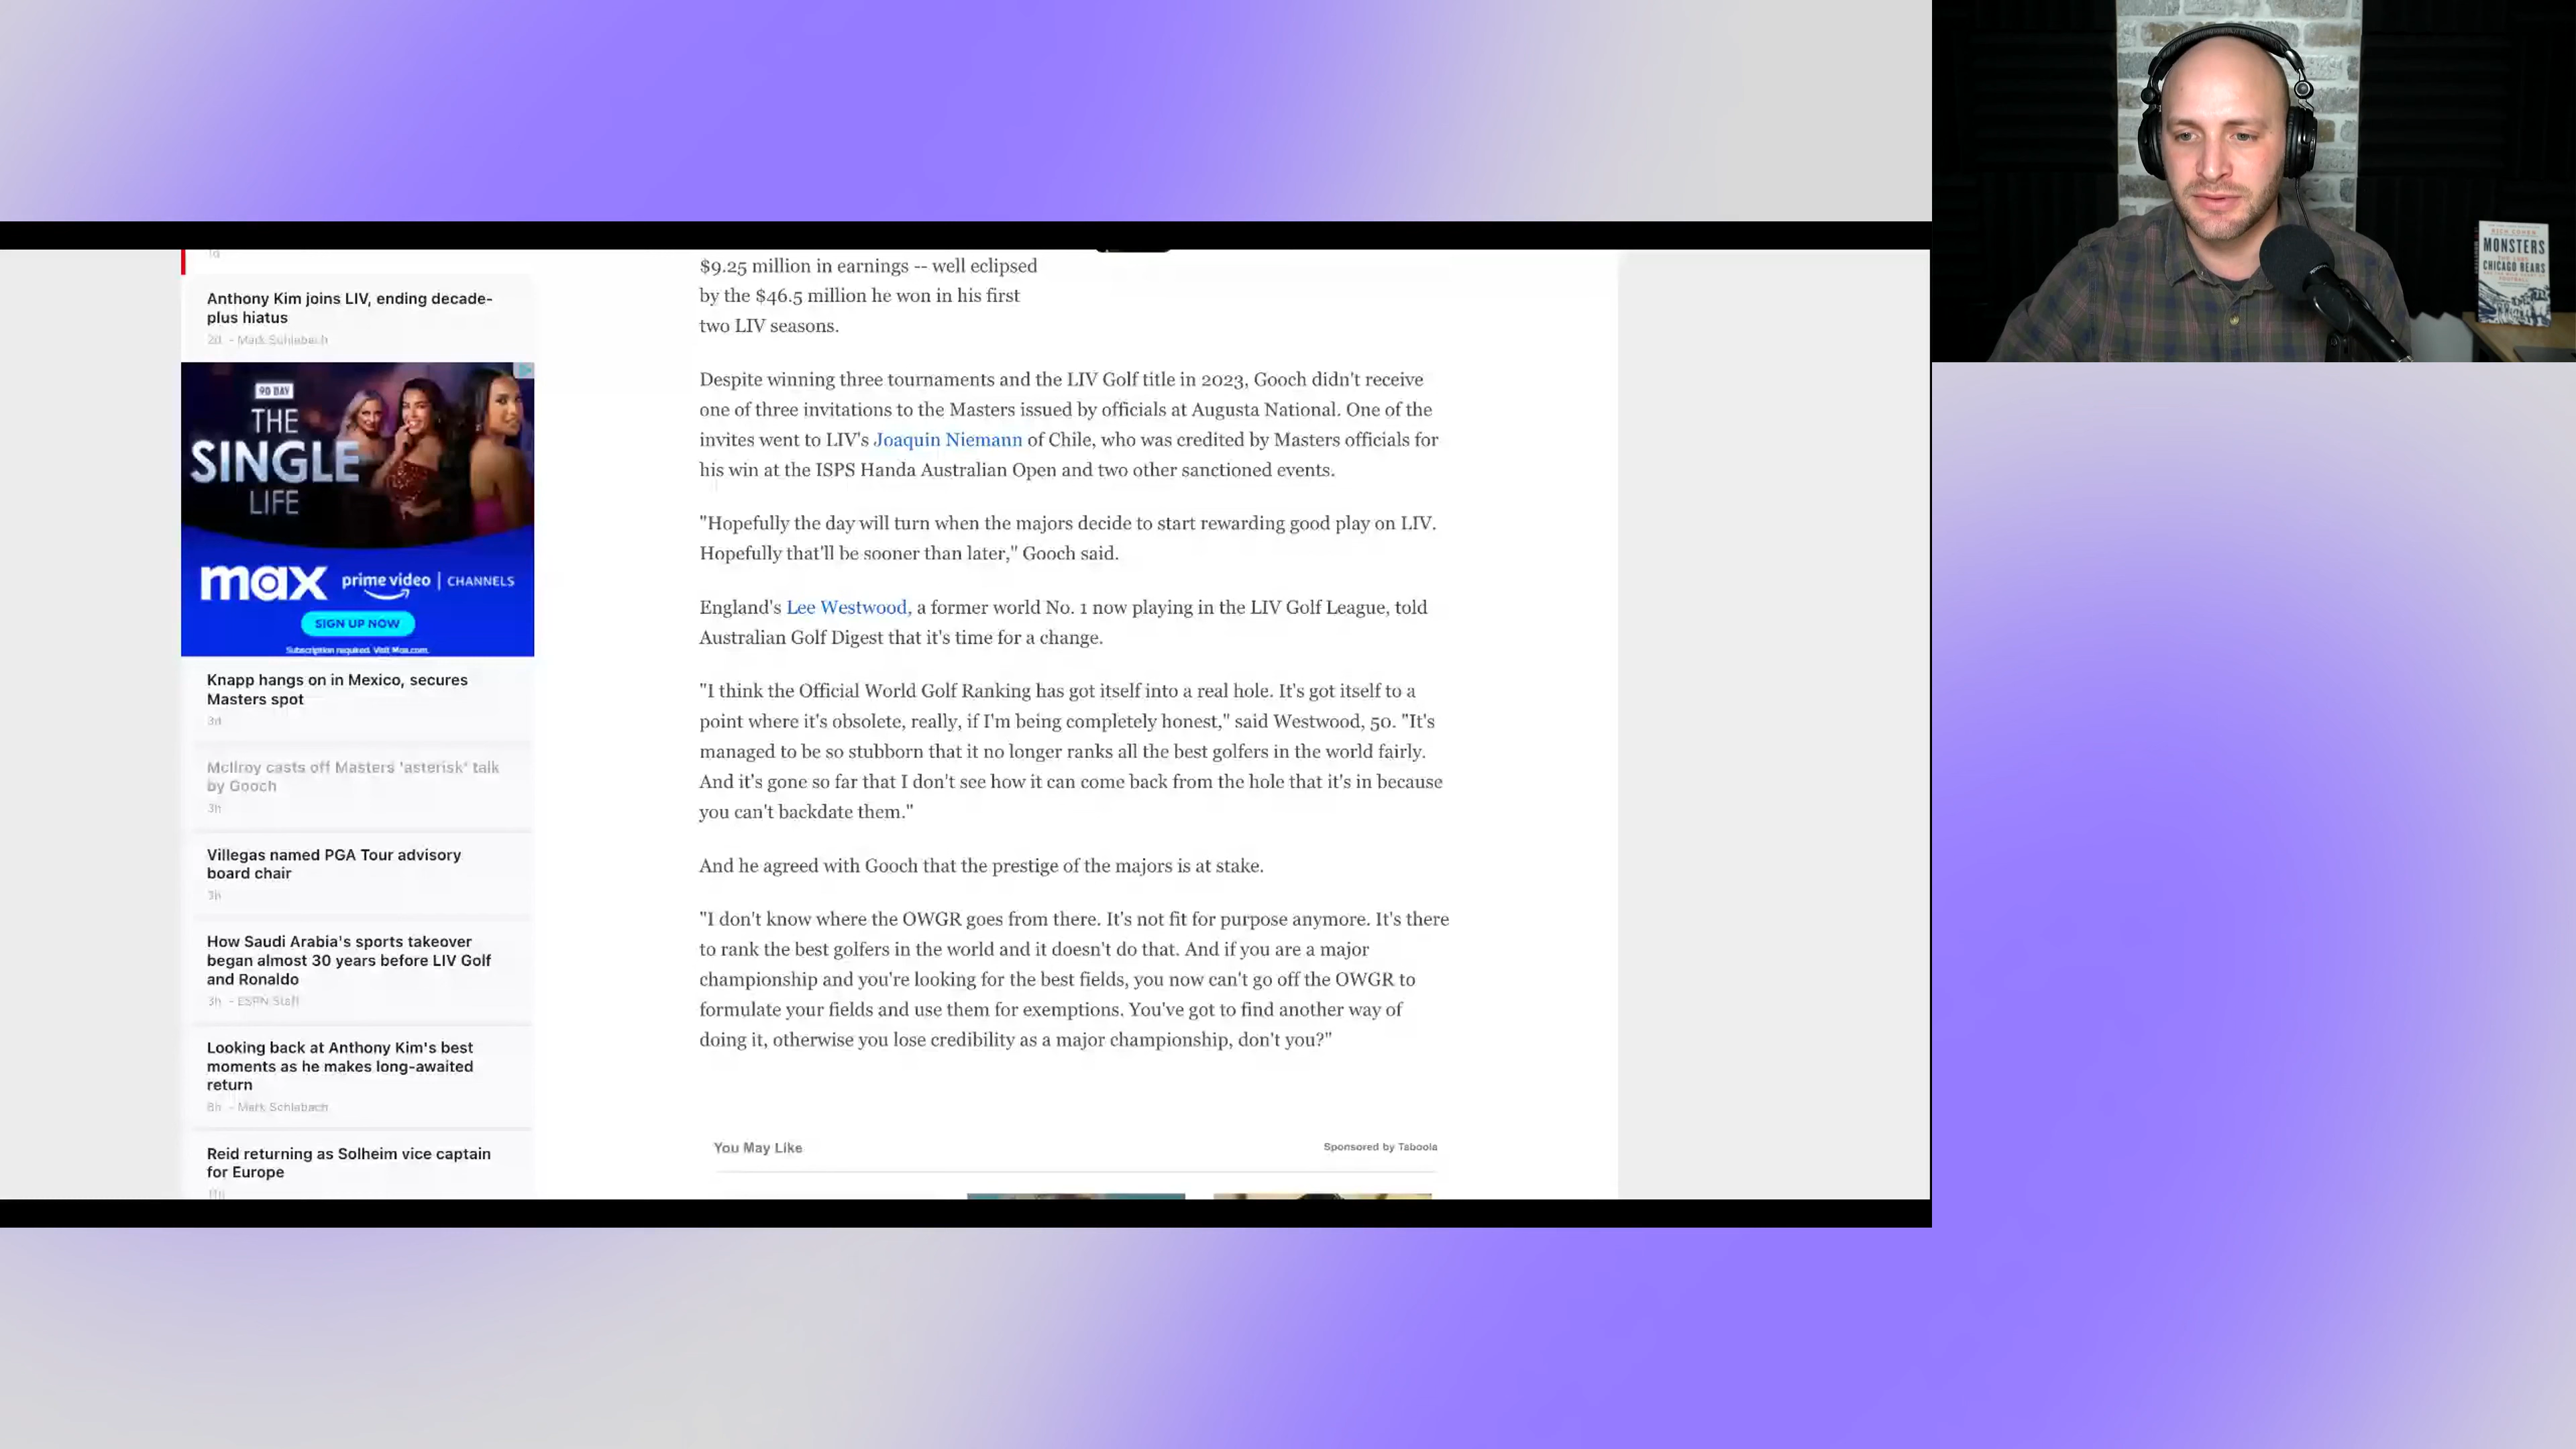 1d
Anthony Kim joins LIV, ending decade-
plus hiatus
2d - Mark Schlabach
90 DAY
THE
SINGLE
LIFE
max prime video | CHANNELS
SIGN UP NOW
Subscription required. Visit Max.com.
Knapp hangs on in Mexico, secures
Masters spot
3d
McIlroy casts off Masters 'asterisk' talk
by Gooch
3h
Villegas named PGA Tour advisory
board chair
3h
How Saudi Arabia's sports takeover
began almost 30 years before LIV Golf
and Ronaldo
3h - ESPN Staff
Looking back at Anthony Kim's best
moments as he makes long-awaited
return
8h - Mark Schlabach
Reid returning as Solheim vice captain
for Europe
$9.25 million in earnings -- well eclipsed
by the $46.5 million he won in his first
two LIV seasons.
Despite winning three tournaments and the LIV Golf title in 2023, Gooch didn't receive
one of three invitations to the Masters issued by officials at Augusta National. One of the
invites went to LIV's Joaquin Niemann of Chile, who was credited by Masters officials for
his win at the ISPS Handa Australian Open and two other sanctioned events.
"Hopefully the day will turn when the majors decide to start rewarding good play on LIV.
Hopefully that'll be sooner than later," Gooch said.
England's Lee Westwood, a former world No. 1 now playing in the LIV Golf League, told
Australian Golf Digest that it's time for a change.
"I think the Official World Golf Ranking has got itself into a real hole. It's got itself to a
point where it's obsolete, really, if I'm being completely honest," said Westwood, 50. "It's
managed to be so stubborn that it no longer ranks all the best golfers in the world fairly.
And it's gone so far that I don't see how it can come back from the hole that it's in because
you can't backdate them."
And he agreed with Gooch that the prestige of the majors is at stake.
"I don't know where the OWGR goes from there. It's not fit for purpose anymore. It's there
to rank the best golfers in the world and it doesn't do that. And if you are a major
championship and you're looking for the best fields, you now can't go off the OWGR to
formulate your fields and use them for exemptions. You've got to find another way of
doing it, otherwise you lose credibility as a major championship, don't you?"
You May Like
Sponsored by Taboola
RICH COHEN
MONSTERS
CHICAGO BEARS